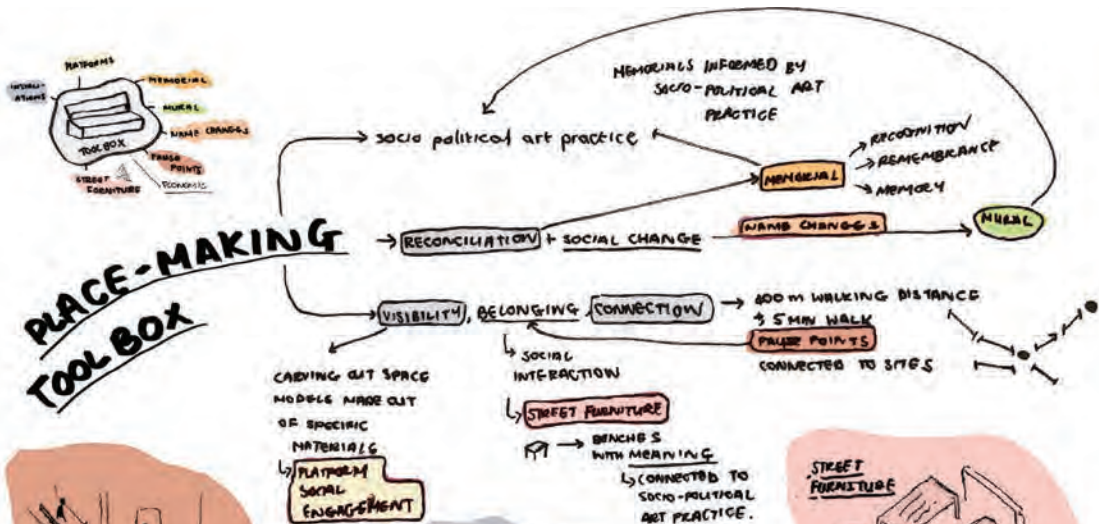 PLATFORMS
MEMORIAL
MURAL
NAME CHANGES
TOOLBOX
PAUSE
POINTS
STREET
FURNITURE
ECONOMIC
MEMORIALS INFORMED BY
SOCIO-POLITICAL ART
PRACTICE
socio political art practice
MEMORIAL
RECOGNITION
REMEMBRANCE
MEMORY
PLACE-MAKING
TOOLBOX
RECONCILIATION + SOCIAL CHANGE
NAME CHANGES
MURAL
VISIBILITY, BELONGING, CONNECTION
400m WALKING DISTANCE
5 MIN WALK
PAUSE POINTS
CONNECTED TO SITES
CARVING OUT SPACE
MODELS MADE OUT
OF SPECIFIC
MATERIALS
PLATFORM
SOCIAL
ENGAGEMENT
SOCIAL
INTERACTION
STREET FURNITURE
BENCHES
WITH MEANING
CONNECTED TO
SOCIO-POLITICAL
ART PRACTICE.
STREET
FURNITURE